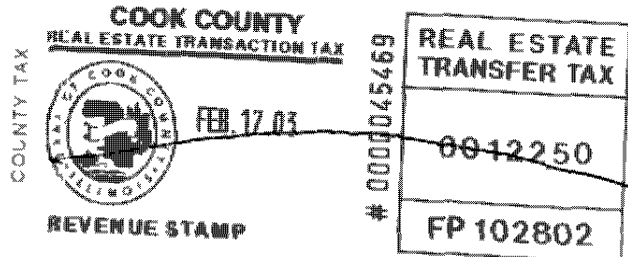 COOK COUNTY
REAL ESTATE TRANSACTION TAX
COUNTY TAX
FEB. 17 03
REVENUE STAMP
# 0000045469
REAL ESTATE
TRANSFER TAX
0012250
FP 102802